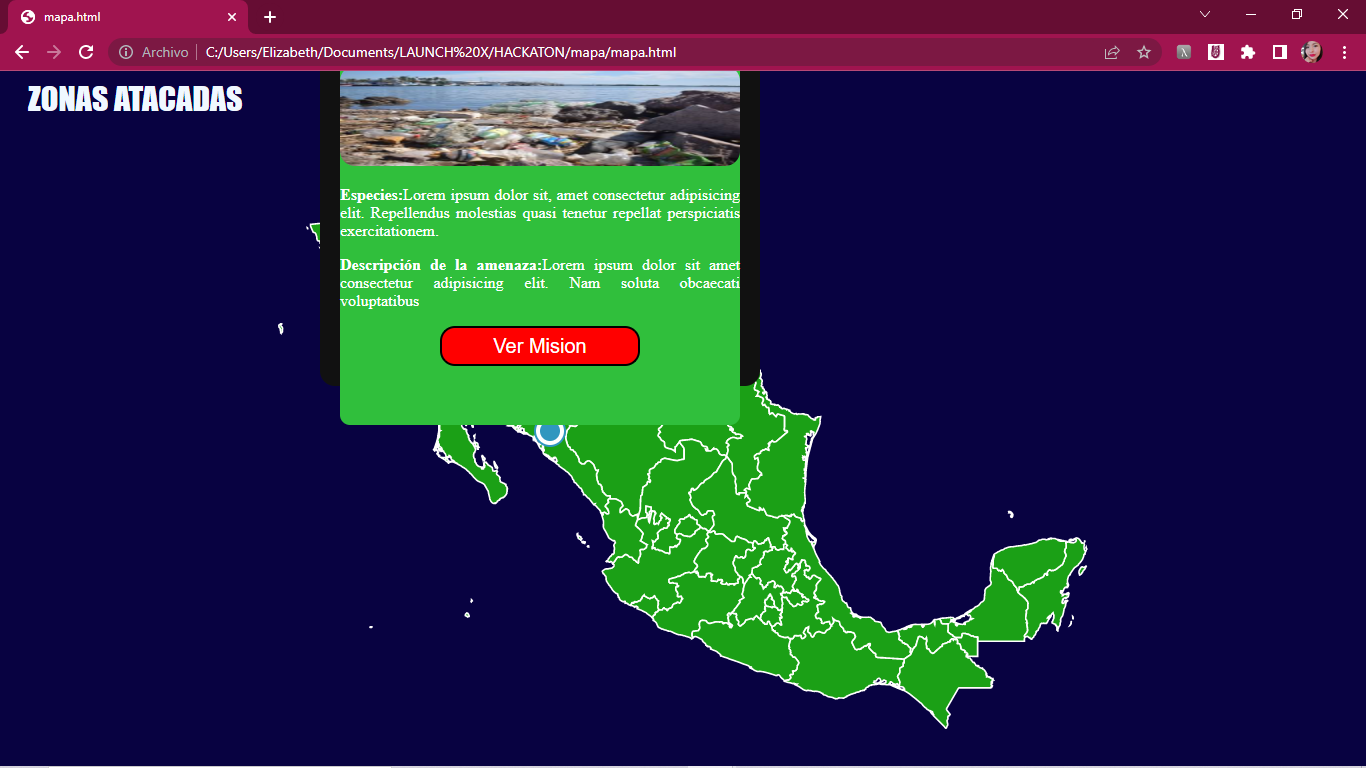 mapa.html
Archivo
C:/Users/Elizabeth/Documents/LAUNCH%20X/HACKATON/mapa/mapa.html
ZONAS ATACADAS
Especies:Lorem ipsum dolor sit, amet consectetur adipisicing
elit. Repellendus molestias quasi tenetur repellat perspiciatis
exercitationem.
Descripción de la amenaza:Lorem ipsum dolor sit amet
consectetur adipisicing elit. Nam soluta obcaecati
voluptatibus
Ver Mision